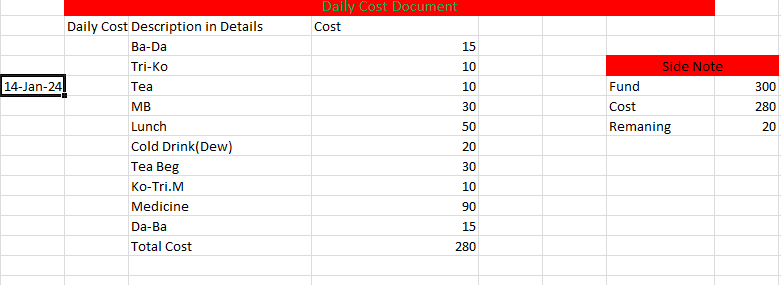 Daily Cost Document
Daily Cost Description in Details Cost
Ba-Da 15
Tri-Ko 10 Side Note
14-Jan-24 Tea 10 Fund 300
MB 30 Cost 280
Lunch 50 Remaning 20
Cold Drink(Dew) 20
Tea Beg 30
Ko-Tri.M 10
Medicine 90
Da-Ba 15
Total Cost 280